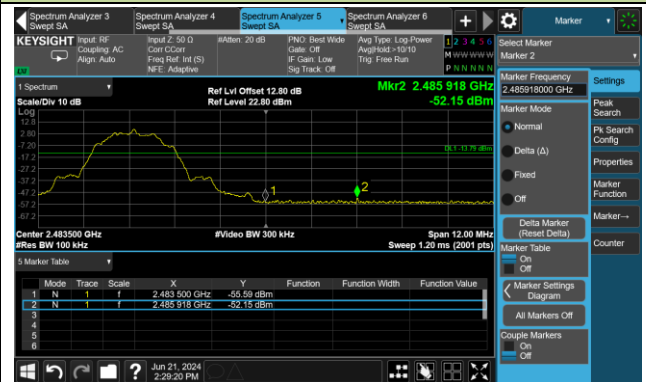 Spectrum Analyzer 3
Swept SA
Spectrum Analyzer 4
Swept SA
Spectrum Analyzer 5
Swept SA
Spectrum Analyzer 6
Swept SA
+
Marker
KEYSIGHT
Input: RF
Coupling: AC
Align: Auto
Input Z: 50 Ω
Corr CCorr
Freq Ref: Int (S)
NFE: Adaptive
#Atten: 20 dB
PNO: Best Wide
Gate: Off
IF Gain: Low
Sig Track: Off
Avg Type: Log-Power
Avg|Hold:>10/10
Trig: Free Run
1 2 3 4 5 6
M W W W W W
P N N N N N
LXI
Select Marker
Marker 2
1 Spectrum
Scale/Div 10 dB
Ref Lvl Offset 12.80 dB
Ref Level 22.80 dBm
Mkr2 2.485 918 GHz
-52.15 dBm
Log
12.8
2.80
-7.20
-17.2
-27.2
-37.2
-47.2
-57.2
-67.2
DL1 -13.79 dBm
1
2
Center 2.483500 GHz
#Res BW 100 kHz
#Video BW 300 kHz
Span 12.00 MHz
Sweep 1.20 ms (2001 pts)
5 Marker Table
Mode Trace Scale X Y Function Function Width Function Value
1 N 1 f 2.483 500 GHz -55.59 dBm
2 N 1 f 2.485 918 GHz -52.15 dBm
3
4
5
6
Marker Frequency
2.485918000 GHz
Marker Mode
Normal
Delta (Δ)
Fixed
Off
Delta Marker
(Reset Delta)
Marker Table
On
Off
Marker Settings
Diagram
All Markers Off
Couple Markers
On
Off
Settings
Peak
Search
Pk Search
Config
Properties
Marker
Function
Marker→
Counter
?
Jun 21, 2024
2:29:20 PM